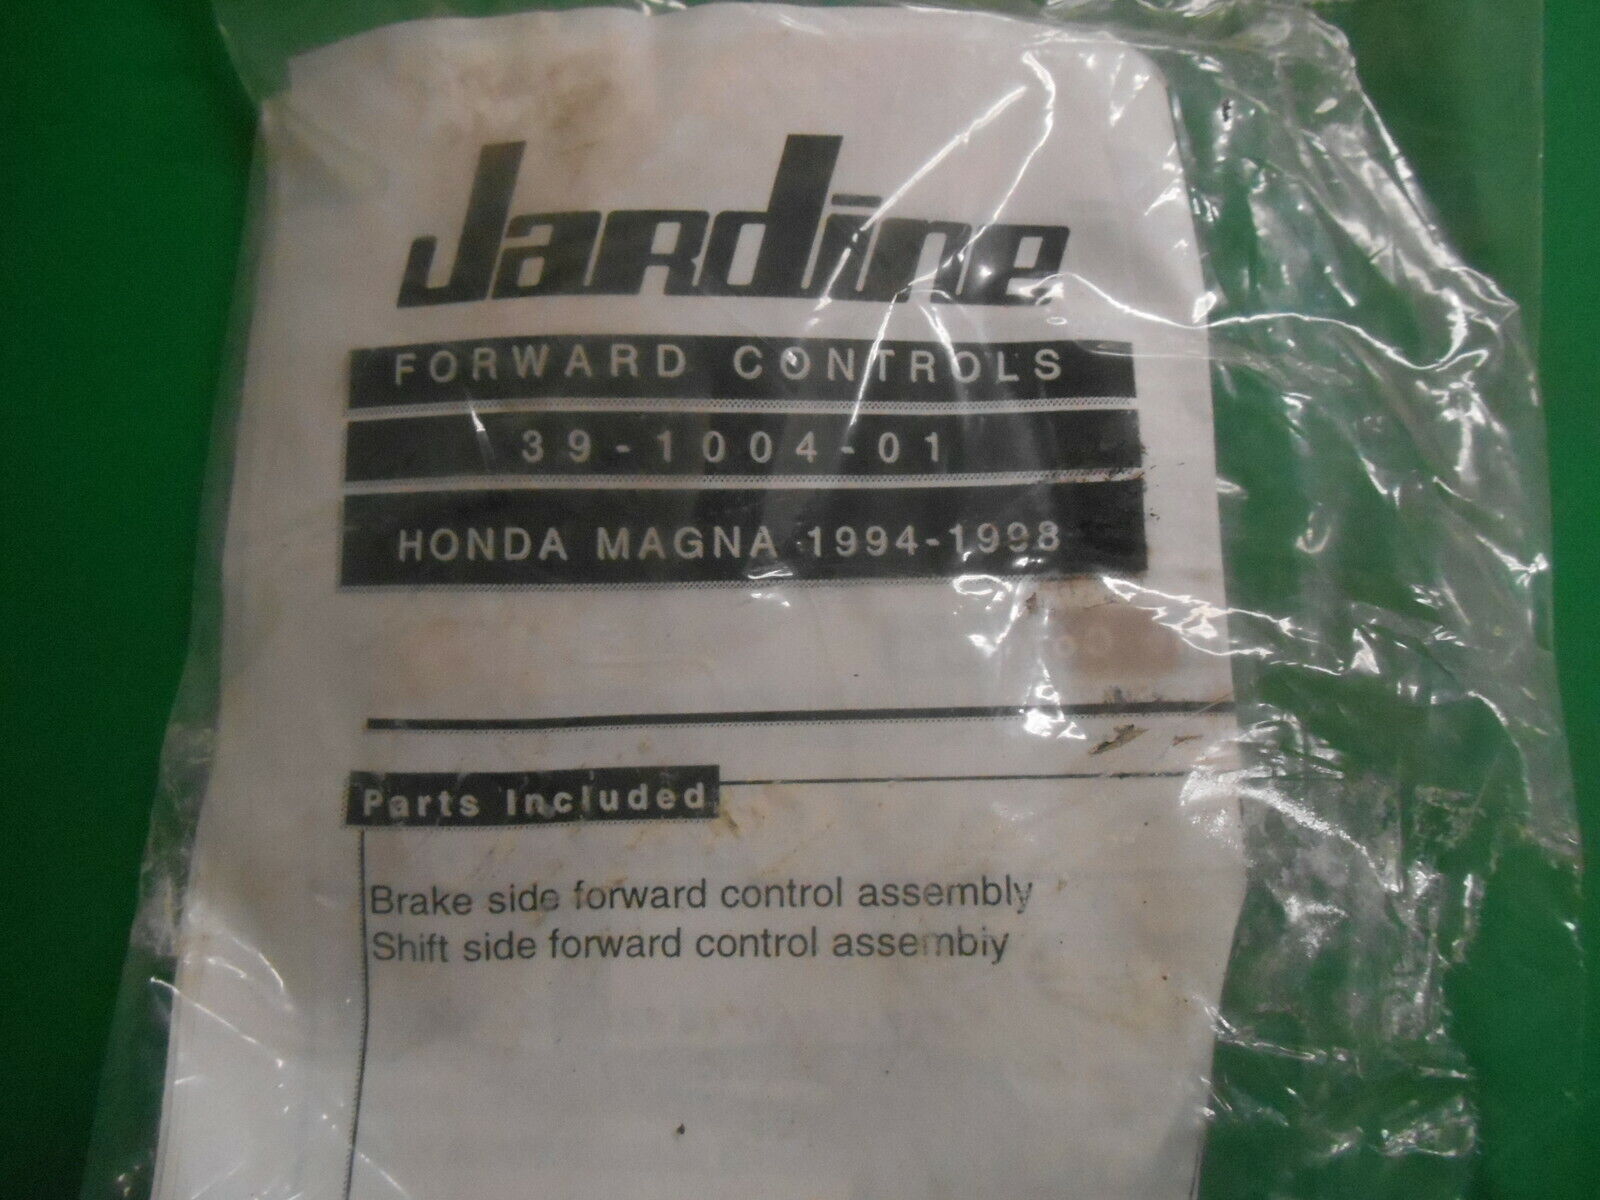 Jardine
FORWARD CONTROLS
39-1004-01
HONDA MAGNA 1994-1998
Parts Included
Brake side forward control assembly
Shift side forward control assembly